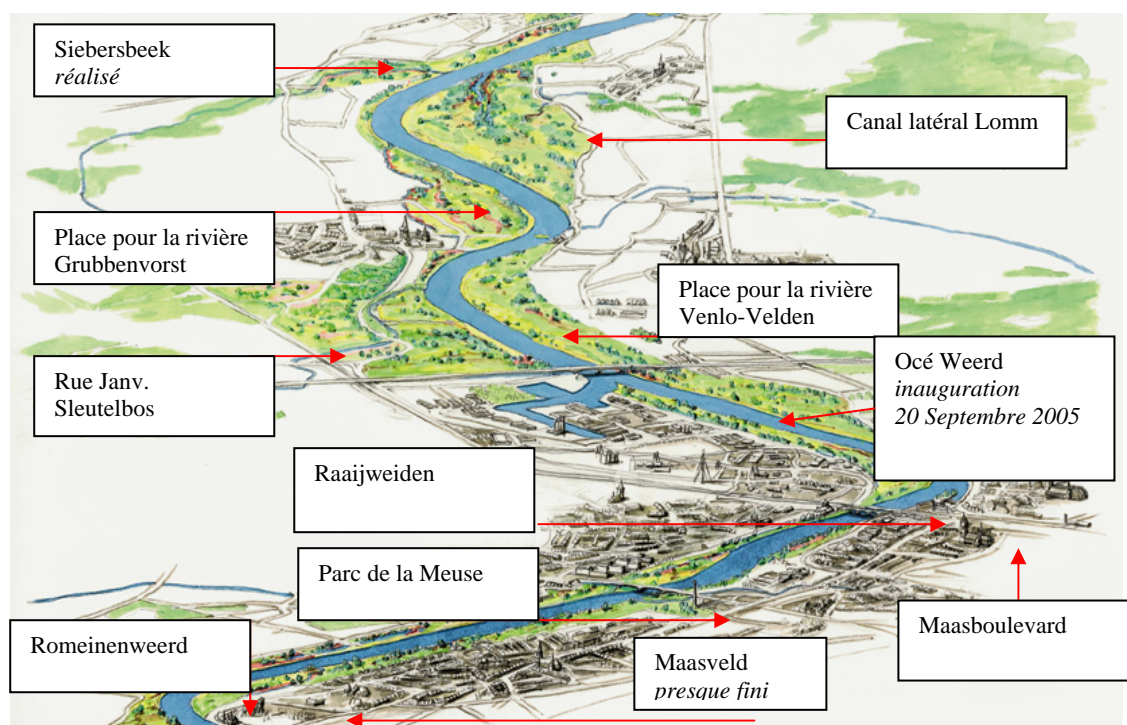 Siebersbeek
réalisé
Canal latéral Lomm
Place pour la rivière
Grubbenvorst
Place pour la rivière
Venlo-Velden
Rue Janv.
Sleutelbos
Océ Weerd
inauguration
20 Septembre 2005
Raaijweiden
Parc de la Meuse
Maasboulevard
Romeinenweerd
Maasveld
presque fini